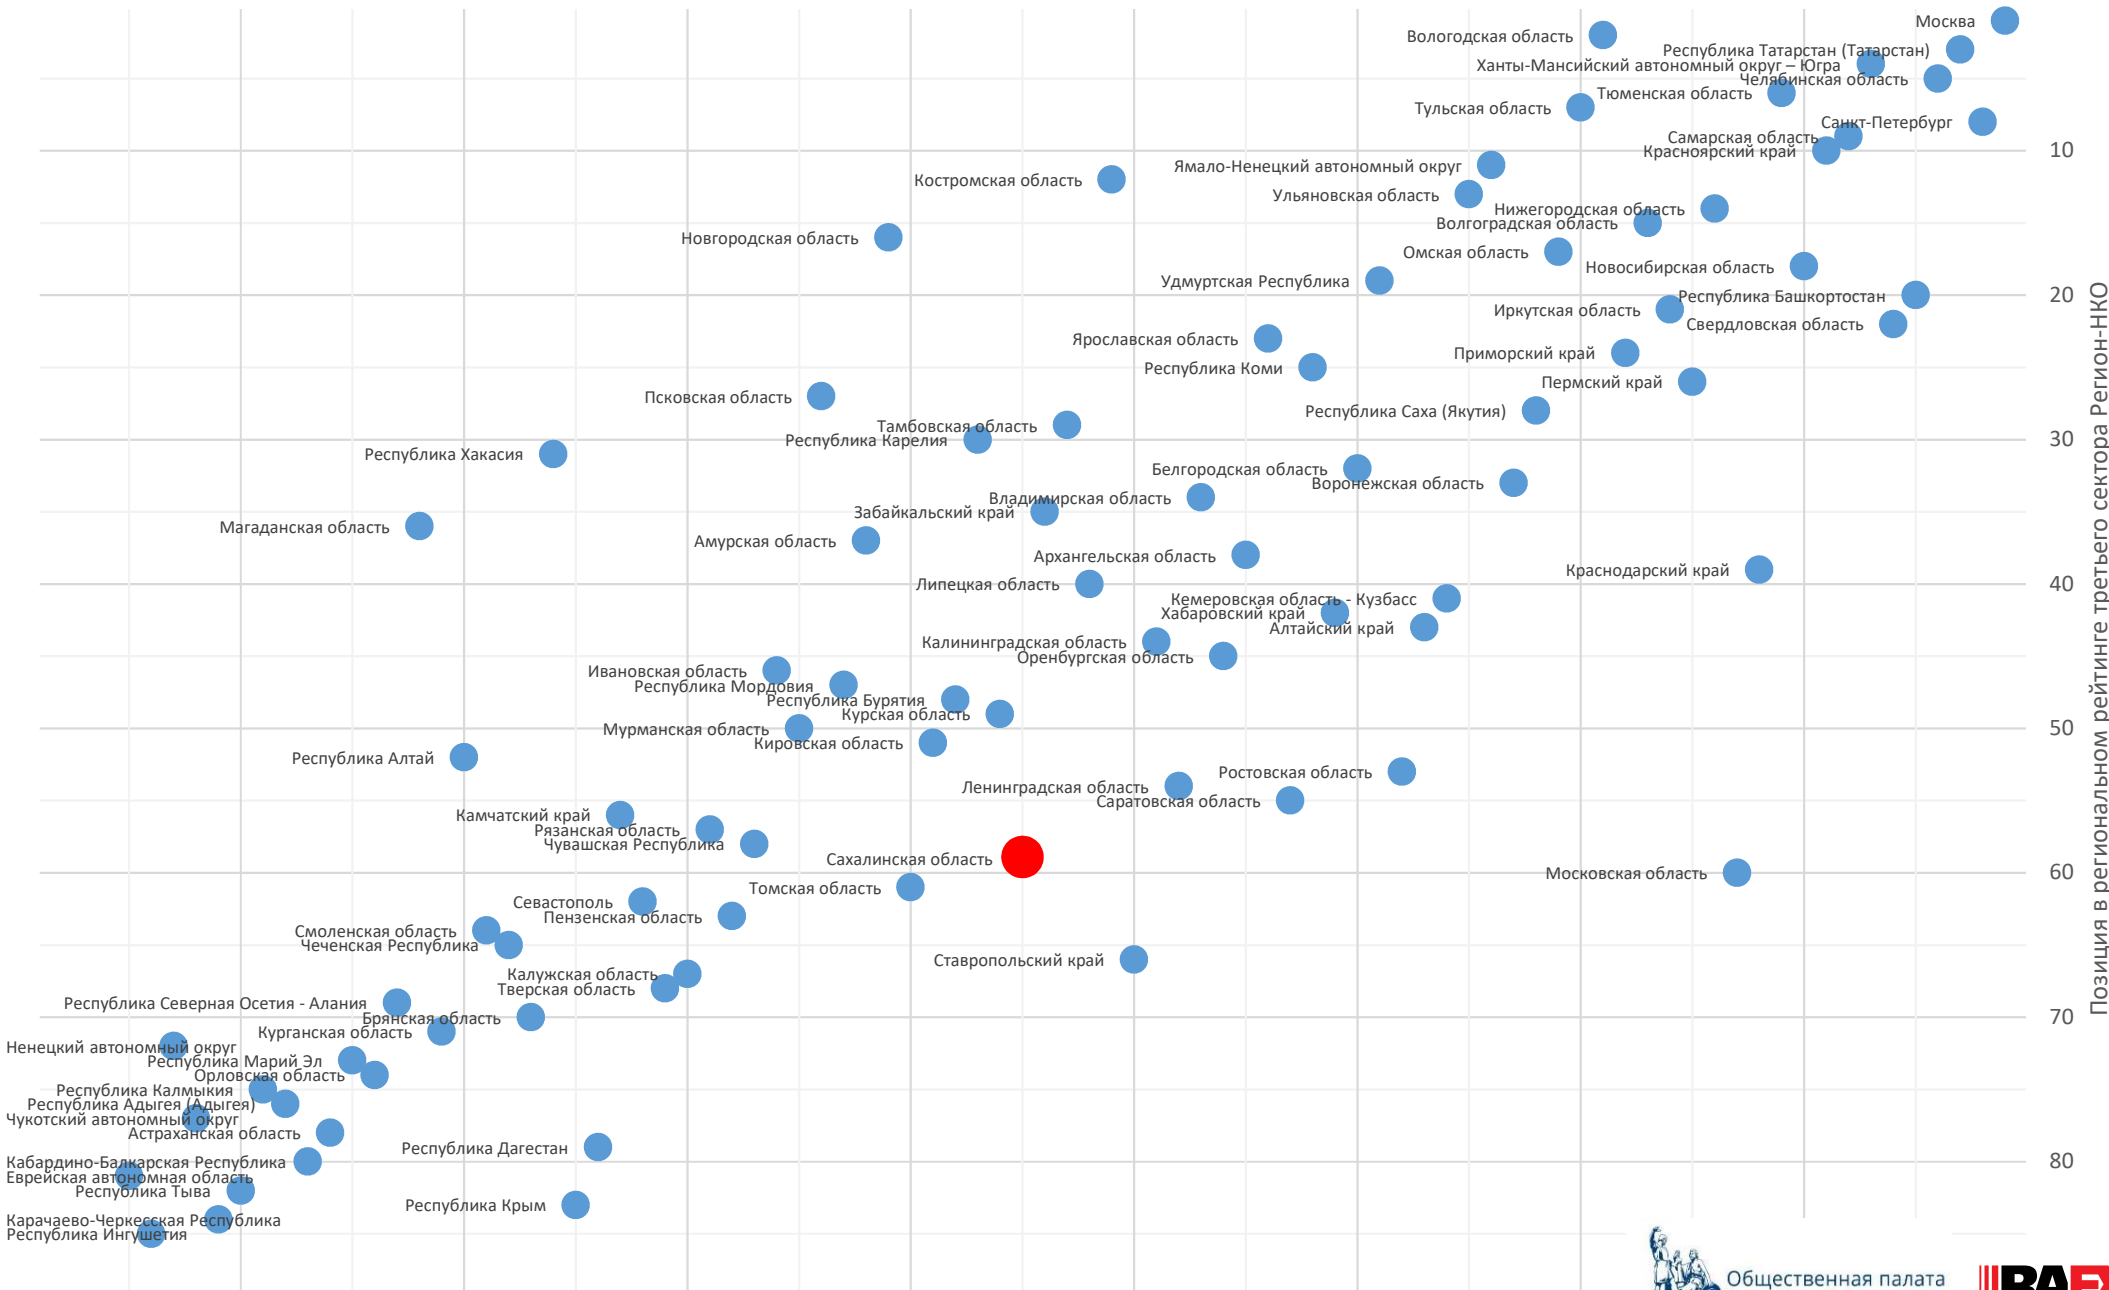 Москва
Вологодская область
Республика Татарстан (Татарстан)
Ханты-Мансийский автономный округ – Югра
Челябинская область
Тюменская область
Тульская область
Санкт-Петербург
Самарская область
Красноярский край
10
Ямало-Ненецкий автономный округ
Костромская область
Ульяновская область
Нижегородская область
Волгоградская область
Новгородская область
Омская область
Новосибирская область
Удмуртская Республика
Республика Башкортостан
20
Иркутская область
Свердловская область
Ярославская область
Приморский край
Республика Коми
Пермский край
Псковская область
Республика Саха (Якутия)
Тамбовская область
Республика Карелия
30
Республика Хакасия
Белгородская область
Воронежская область
Владимирская область
Забайкальский край
Магаданская область
Амурская область
Архангельская область
Краснодарский край
Липецкая область
40
Кемеровская область - Кузбасс
Хабаровский край
Алтайский край
Калининградская область
Оренбургская область
Ивановская область
Республика Мордовия
Республика Бурятия
Курская область
Мурманская область
50
Кировская область
Республика Алтай
Ростовская область
Ленинградская область
Саратовская область
Камчатский край
Рязанская область
Чувашская Республика
Сахалинская область
Московская область
60
Томская область
Севастополь
Пензенская область
Смоленская область
Чеченская Республика
Ставропольский край
Калужская область
Тверская область
Республика Северная Осетия - Алания
Брянская область
70
Курганская область
Ненецкий автономный округ
Республика Марий Эл
Орловская область
Республика Калмыкия
Республика Адыгея (Адыгея)
Чукотский автономный округ
Астраханская область
Республика Дагестан
Кабардино-Балкарская Республика
80
Еврейская автономная область
Республика Тыва
Республика Крым
Карачаево-Черкесская Республика
Республика Ингушетия
Позиция в региональном рейтинге третьего сектора Регион-НКО
Общественная палата